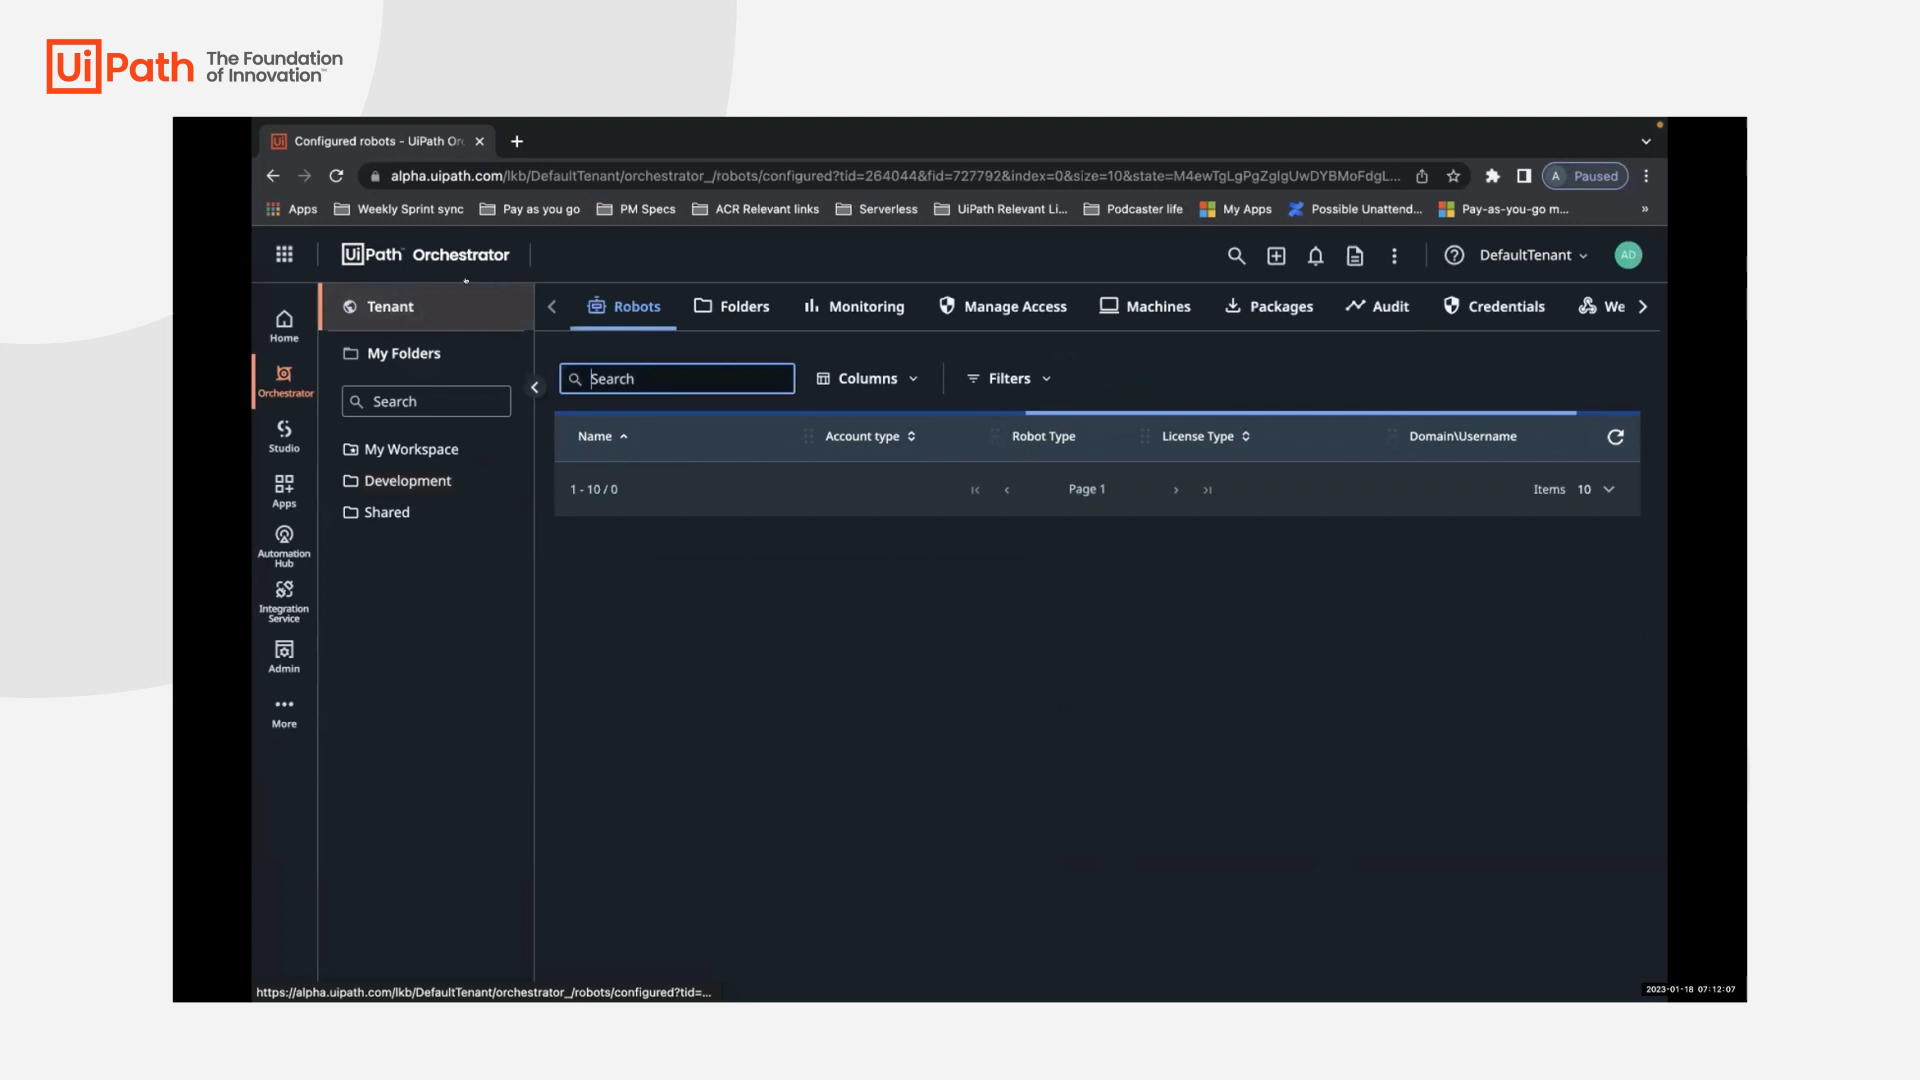 UiPath The Foundation
of Innovation™
Configured robots - UiPath Orc
alpha.uipath.com/lkb/DefaultTenant/orchestrator_/robots/configured?tid=264044&fid=727792&index=0&size=10&state=M4ewTgLgPgZgIgUwDYBMoFdgL...
A Paused
Apps Weekly Sprint sync Pay as you go PM Specs ACR Relevant links Serverless UiPath Relevant Li... Podcaster life My Apps Possible Unattend... Pay-as-you-go m... »
UiPath™ Orchestrator DefaultTenant AD
Tenant Robots Folders Monitoring Manage Access Machines Packages Audit Credentials We
Home
My Folders
Orchestrator
Search Search Columns Filters
Studio
Name Account type Robot Type License Type Domain\Username
My Workspace
Development
Shared
1 - 10 / 0 Page 1 Items 10
Apps
Automation
Hub
Integration
Service
Admin
More
https://alpha.uipath.com/lkb/DefaultTenant/orchestrator_/robots/configured?tid=...
2023-01-18 07:12:07